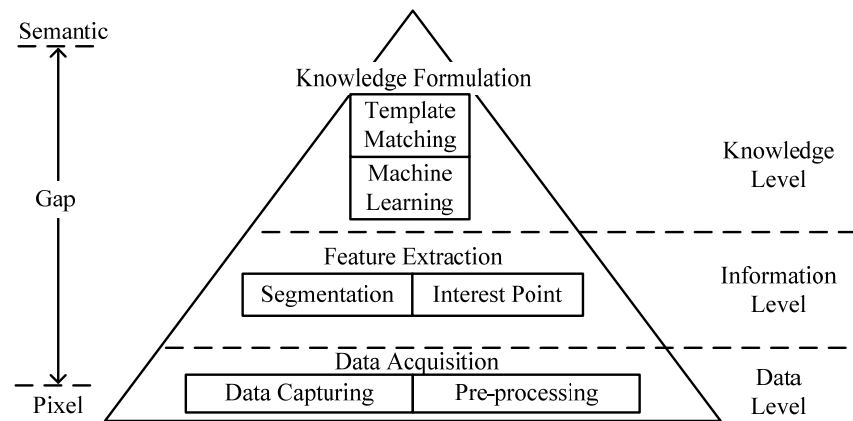 Semantic
Knowledge Formulation
Template
Matching
Machine
Learning
Knowledge
Level
Gap
Feature Extraction
Segmentation
Interest Point
Information
Level
Data Acquisition
Data Capturing
Pre-processing
Data
Level
Pixel